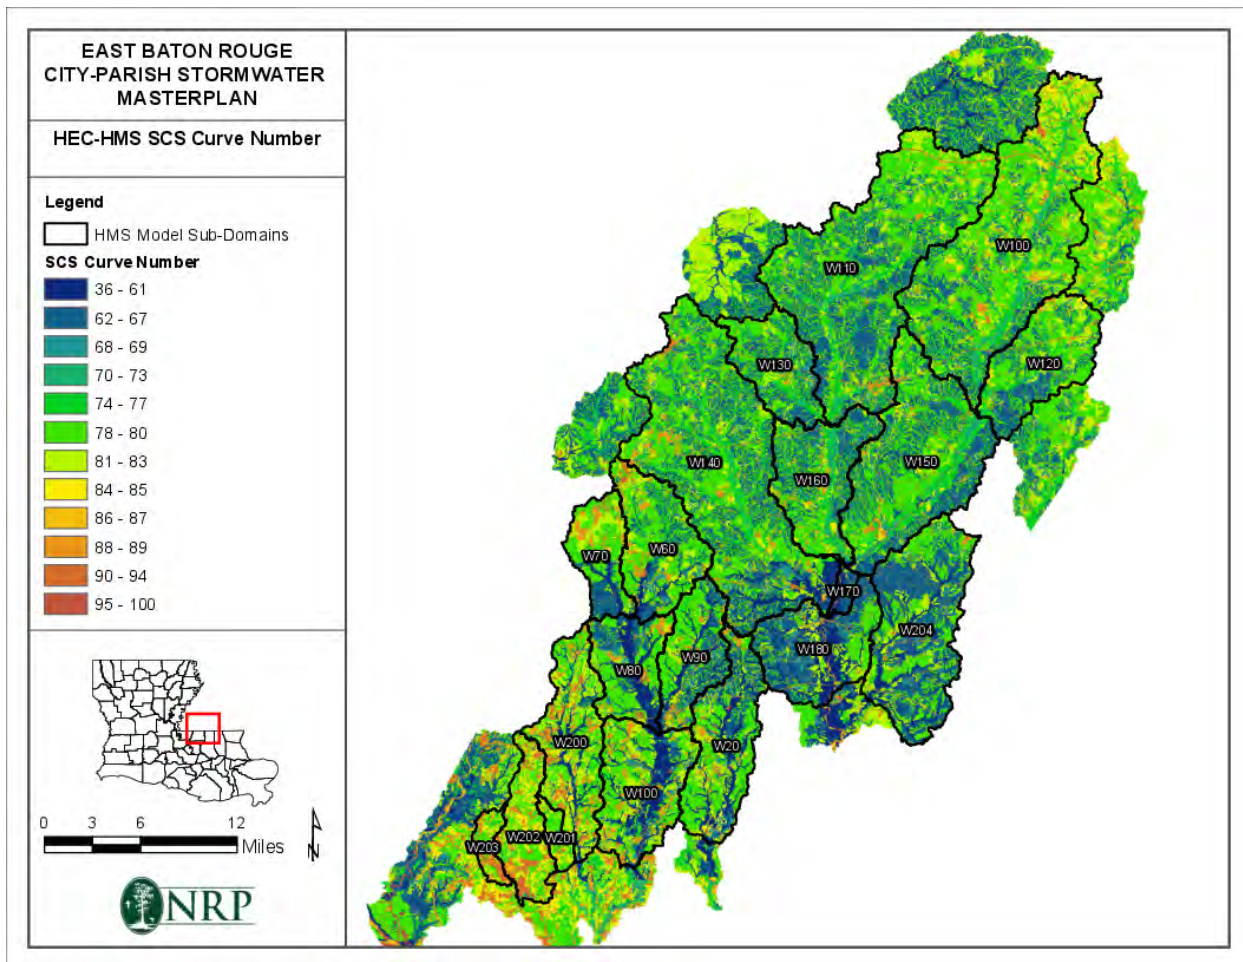 EAST BATON ROUGE
CITY-PARISH STORMWATER
MASTERPLAN
HEC-HMS SCS Curve Number
Legend
HMS Model Sub-Domains
SCS Curve Number
36 - 61
62 - 67
68 - 69
70 - 73
74 - 77
78 - 80
81 - 83
84 - 85
86 - 87
88 - 89
90 - 94
95 - 100
0 3 6 12
Miles
N
NRP
W100
W110
W120
W130
W140
W150
W160
W70
W60
W170
W204
W180
W80
W90
W200
W20
W100
W203
W202
W201